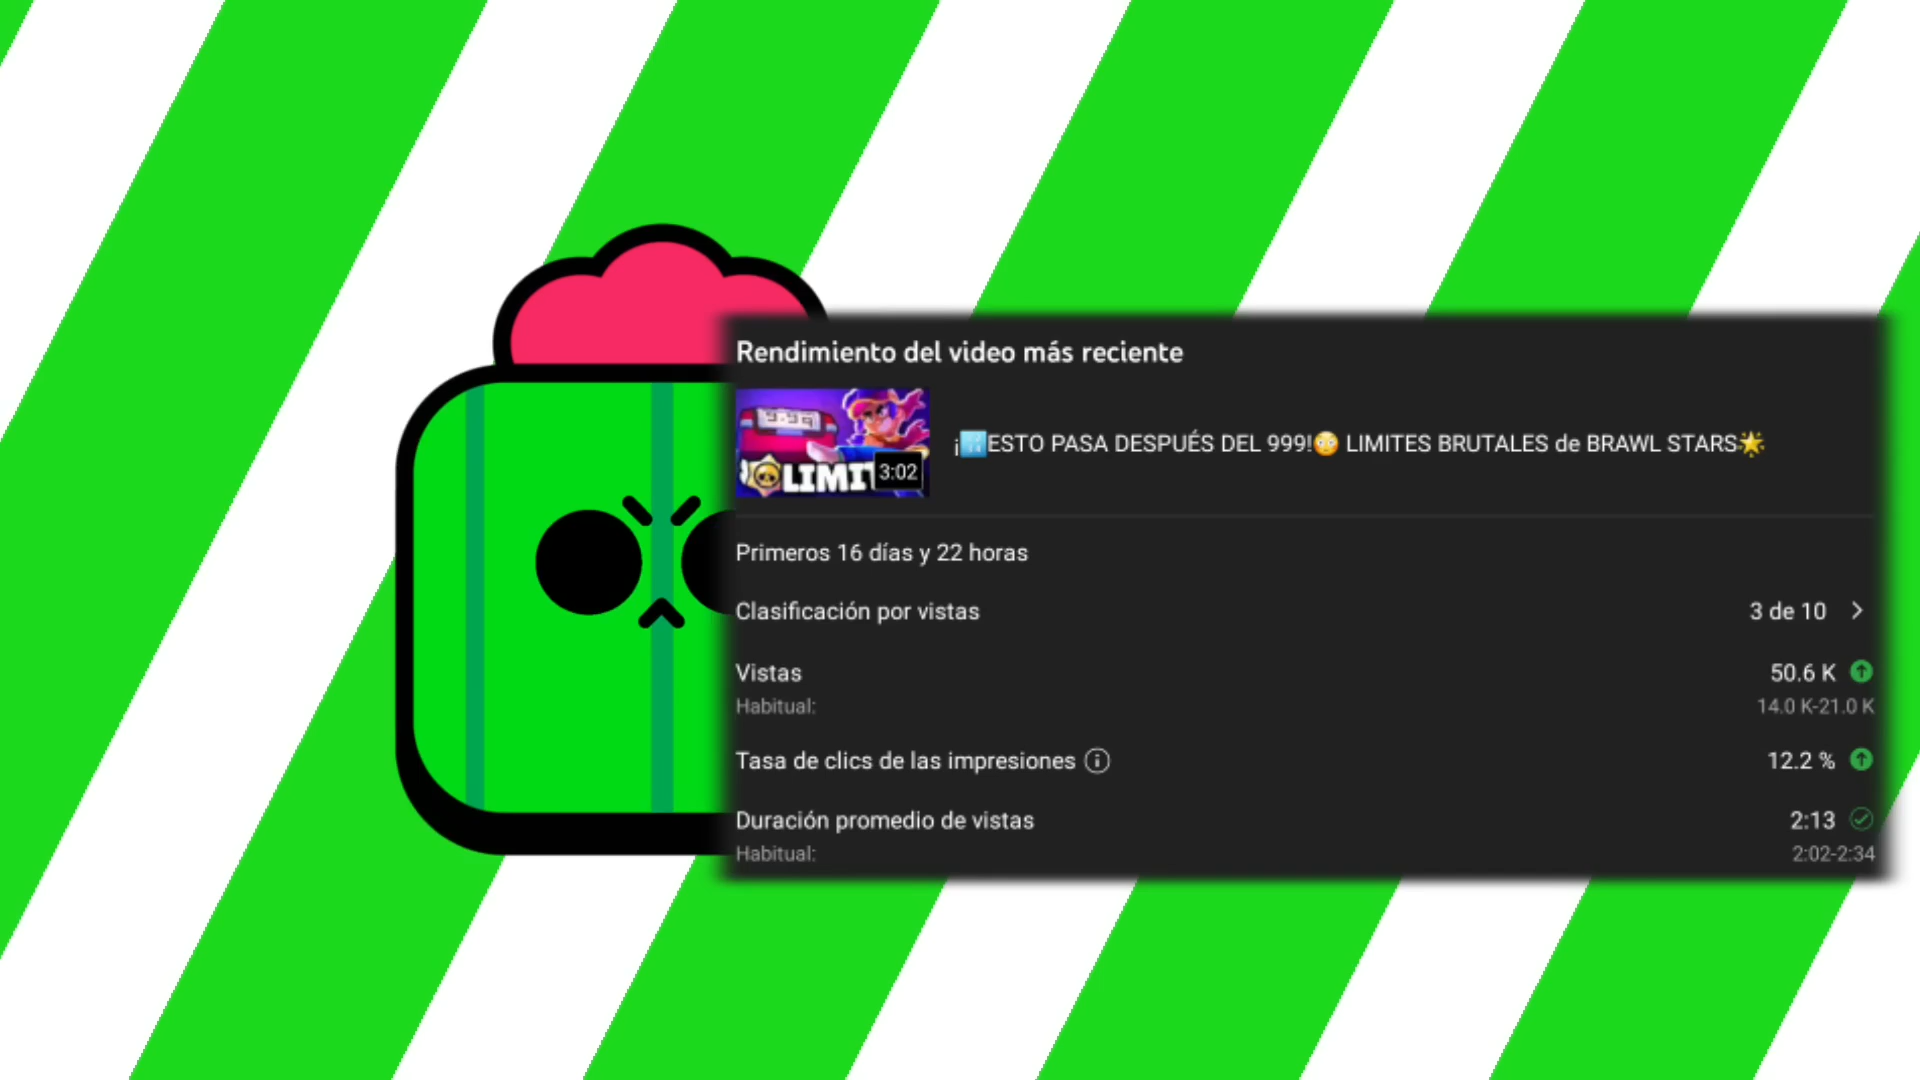 Rendimiento del video más reciente
LIMIT
3:02
¡🔢ESTO PASA DESPUÉS DEL 999!😳 LIMITES BRUTALES de BRAWL STARS🌟
Primeros 16 días y 22 horas
Clasificación por vistas 3 de 10
Vistas 50.6 K
Habitual: 14.0 K-21.0 K
Tasa de clics de las impresiones 12.2 %
Duración promedio de vistas 2:13
Habitual: 2:02-2:34